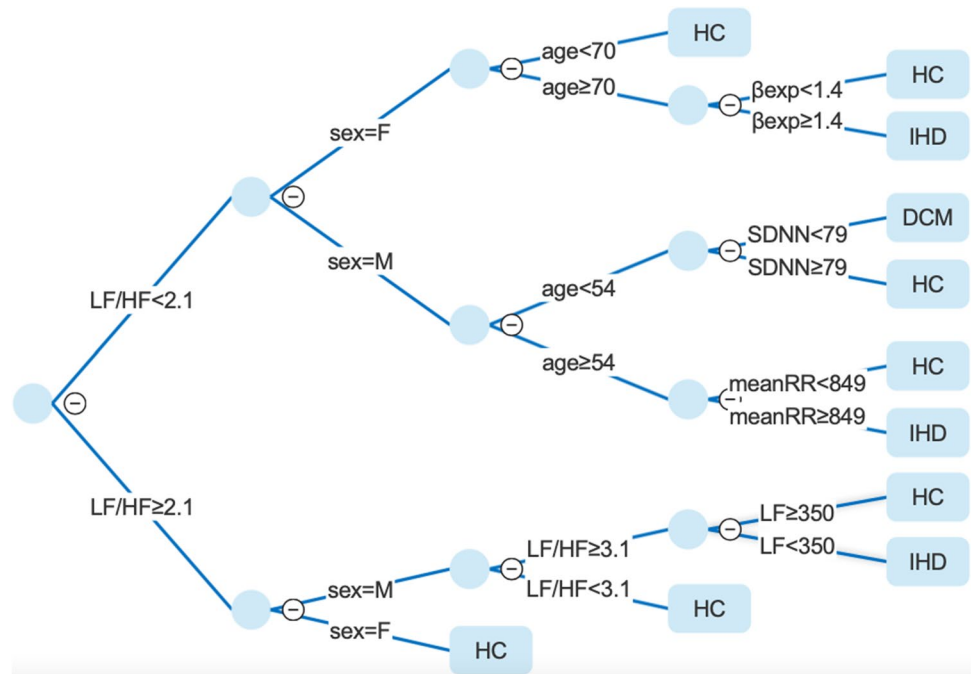 age<70
HC
age≥70
βexp<1.4
HC
βexp≥1.4
IHD
sex=F
LF/HF<2.1
sex=M
age<54
SDNN<79
DCM
SDNN≥79
HC
age≥54
meanRR<849
HC
meanRR≥849
IHD
LF/HF≥2.1
sex=M
LF/HF≥3.1
LF≥350
HC
LF<350
IHD
LF/HF<3.1
HC
sex=F
HC